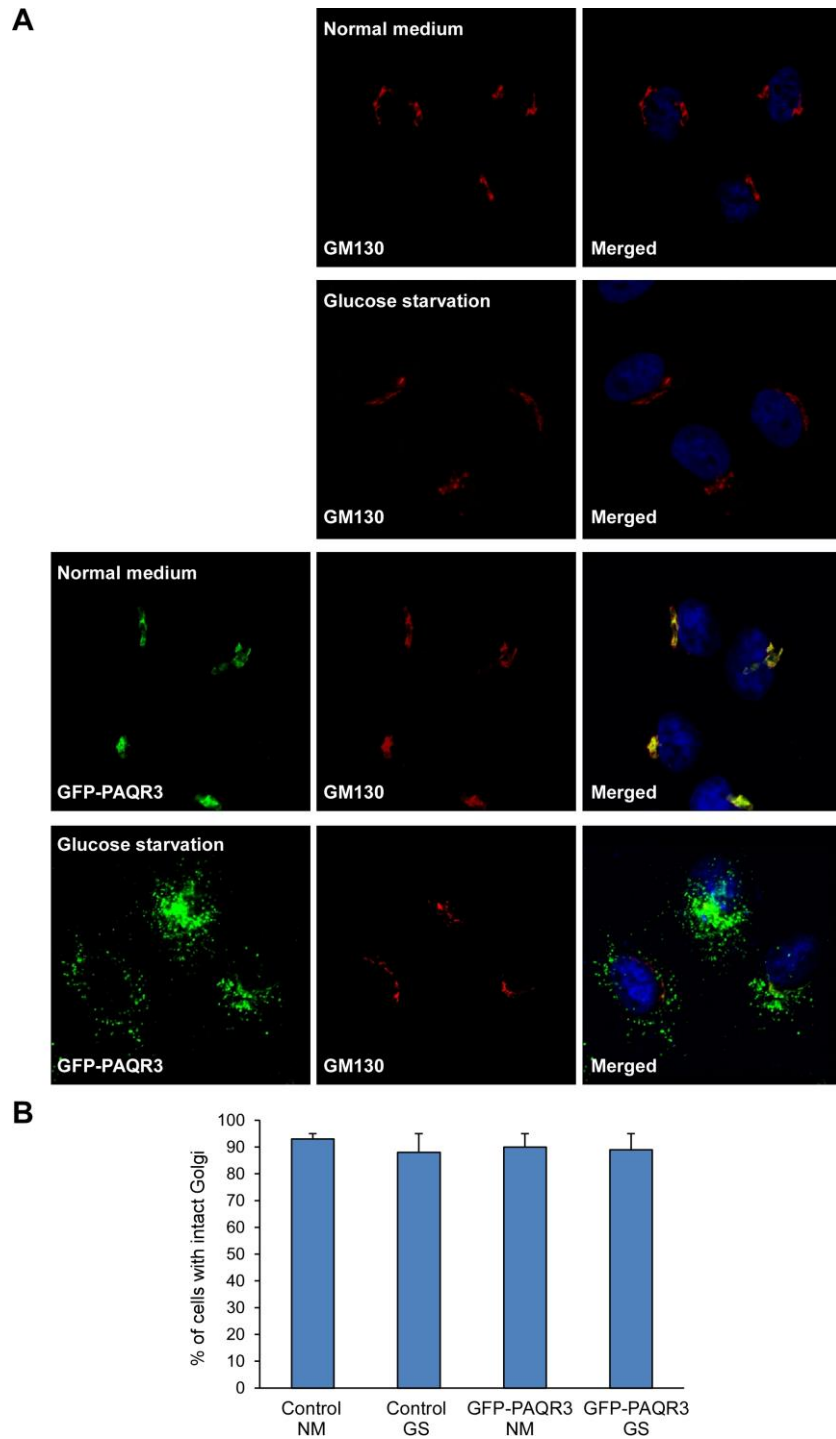 A
Normal medium
GM130
Merged
Glucose starvation
GM130
Merged
Normal medium
GFP-PAQR3
GM130
Merged
Glucose starvation
GFP-PAQR3
GM130
Merged
B
% of cells with intact Golgi
100
90
80
70
60
50
40
30
20
10
0
Control NM
Control GS
GFP-PAQR3 NM
GFP-PAQR3 GS